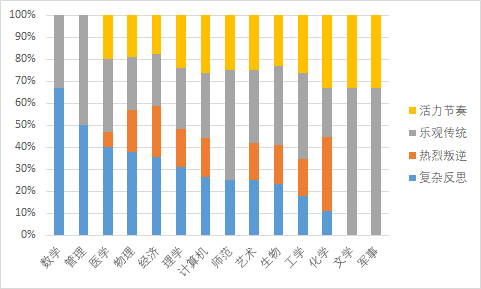 100%
90%
80%
70%
60%
50%
40%
30%
20%
10%
0%
数学
管理
医学
物理
经济
理学
计算机
师范
艺术
生物
工学
化学
文学
军事
活力节奏
乐观传统
热烈叛逆
复杂反思